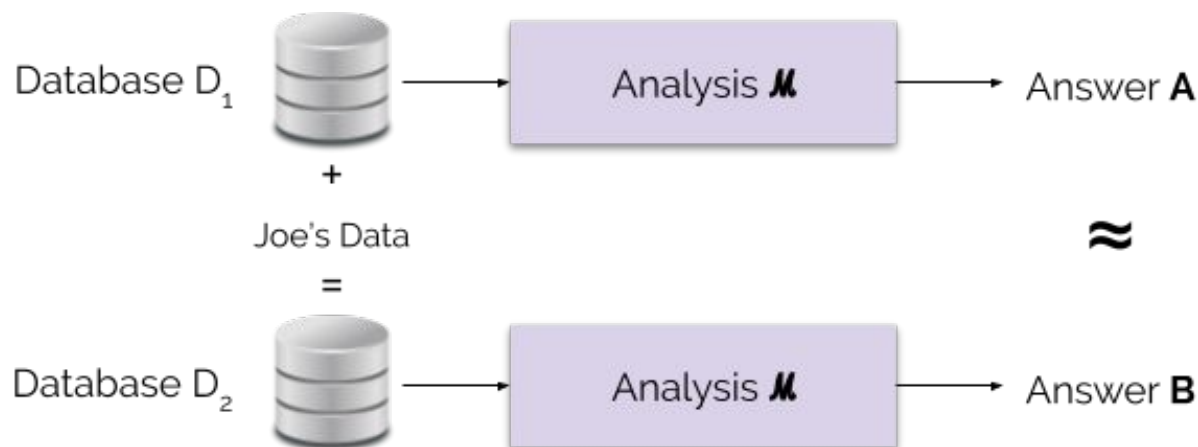 Database D₁
Analysis 𝓜
Answer A
+
Joe's Data
≈
=
Database D₂
Analysis 𝓜
Answer B